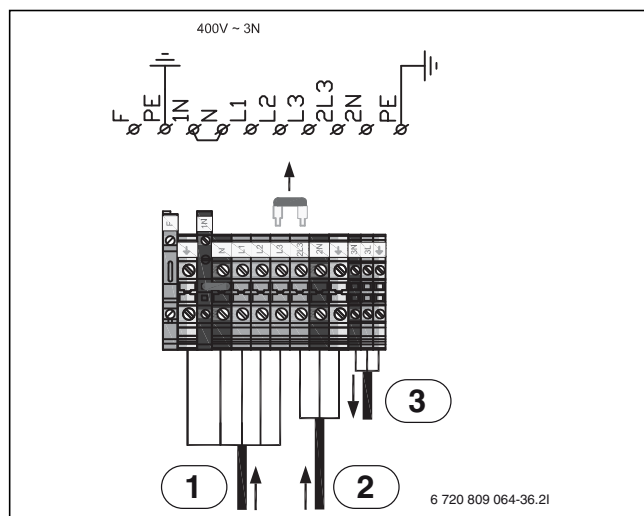 400V ~ 3N
F PE 1N N L1 L2 L3 2L3 2N PE
F 1N N L1 L2 L3 2L3 2N 3N 3L
1 2 3
6 720 809 064-36.2I